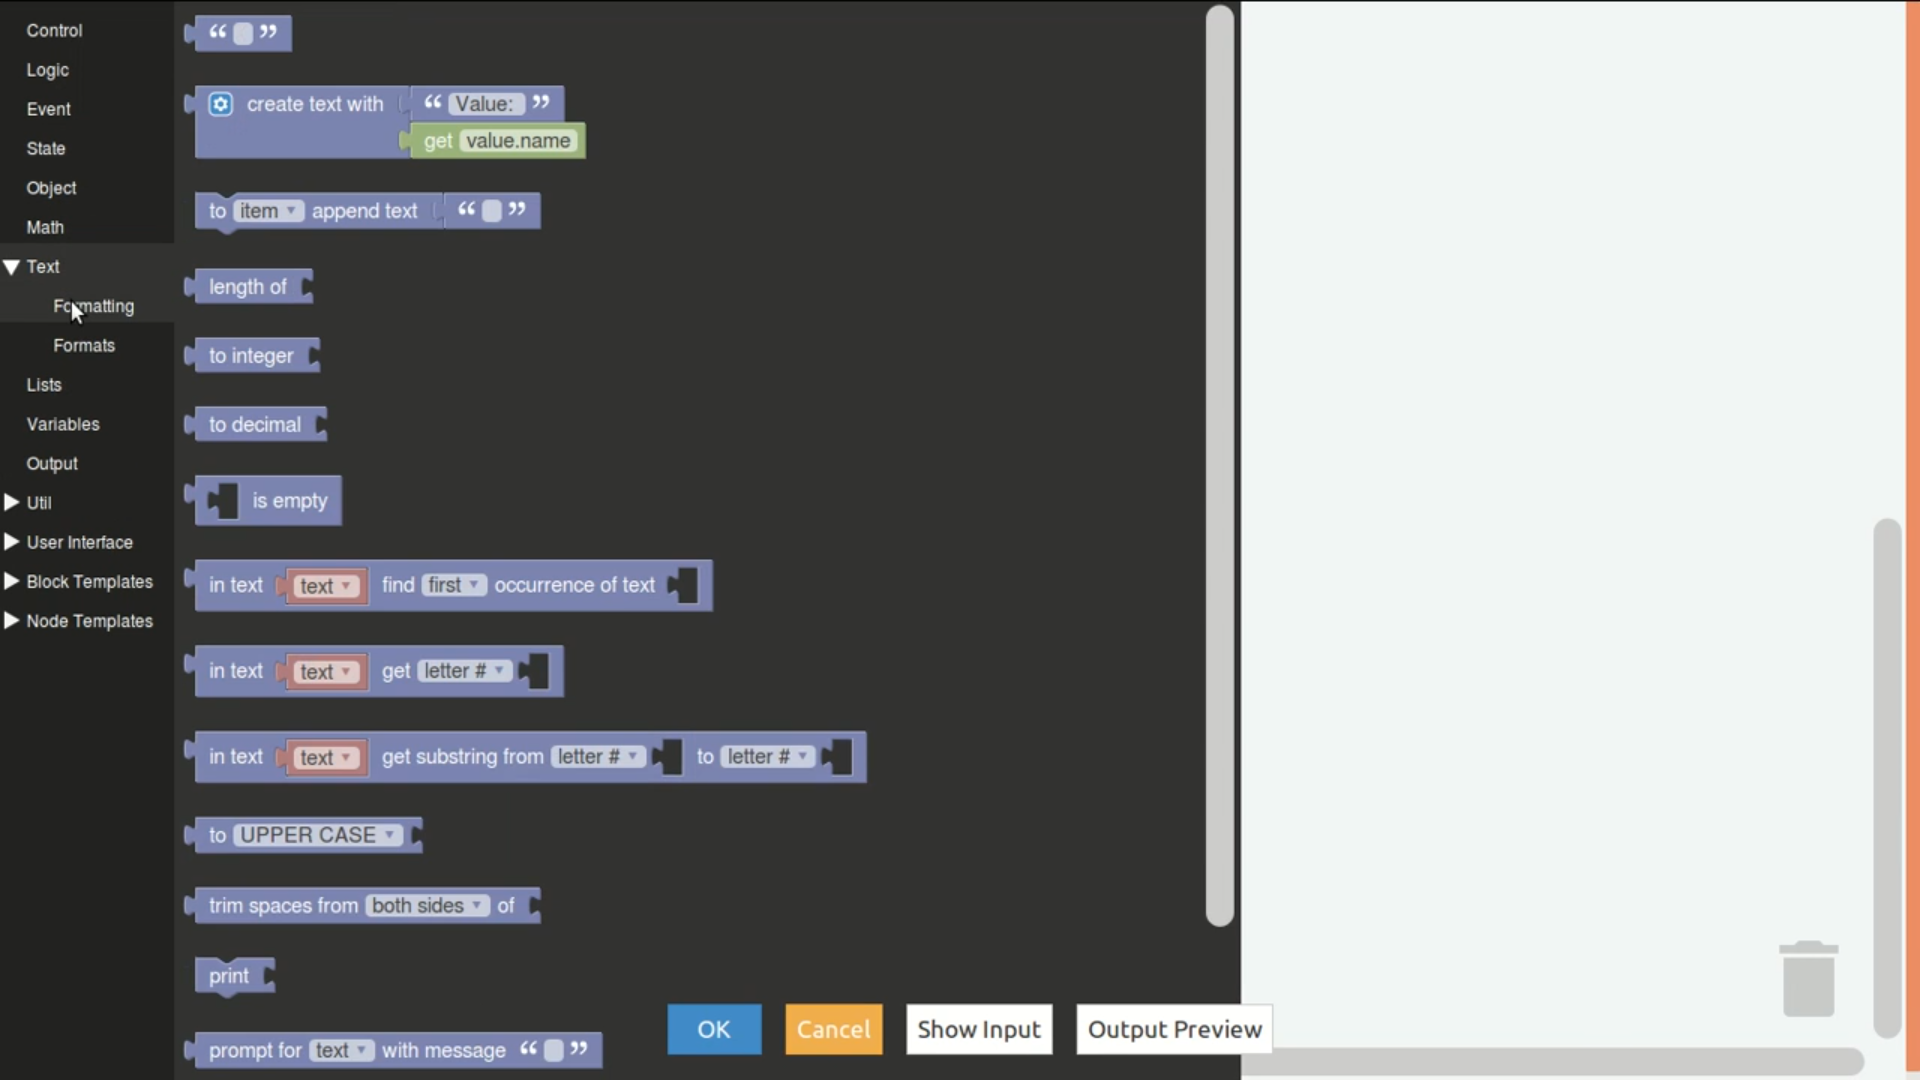 Control
Logic
Event
State
Object
Math
Text
Formatting
Formats
Lists
Variables
Output
Util
User Interface
Block Templates
Node Templates
“ ”
create text with “ Value: ”
get value.name
to item append text “ ”
length of
to integer
to decimal
is empty
in text text find first occurrence of text
in text text get letter #
in text text get substring from letter # to letter #
to UPPER CASE
trim spaces from both sides of
print
prompt for text with message “ ”
OK Cancel Show Input Output Preview